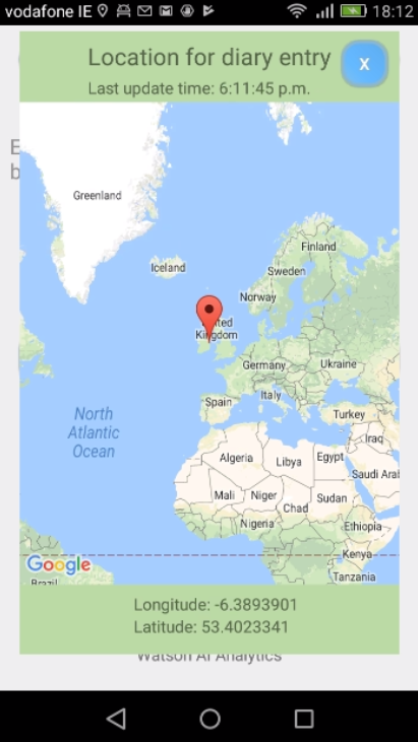 vodafone IE 18:12
Location for diary entry
x
Last update time: 6:11:45 p.m.
E
b
Greenland
Finland
Iceland
Sweden
Norway
United
Kingdom
Germany
Ukraine
Spain
Italy
Turkey
North
Atlantic
Ocean
Iraq
Algeria
Libya
Egypt
Saudi Ara
Mali
Niger
Chad
Sudan
Nigeria
Ethiopia
Google
Kenya
Brazil
Tanzania
Longitude: -6.3893901
Latitude: 53.4023341
Watson AI Analytics